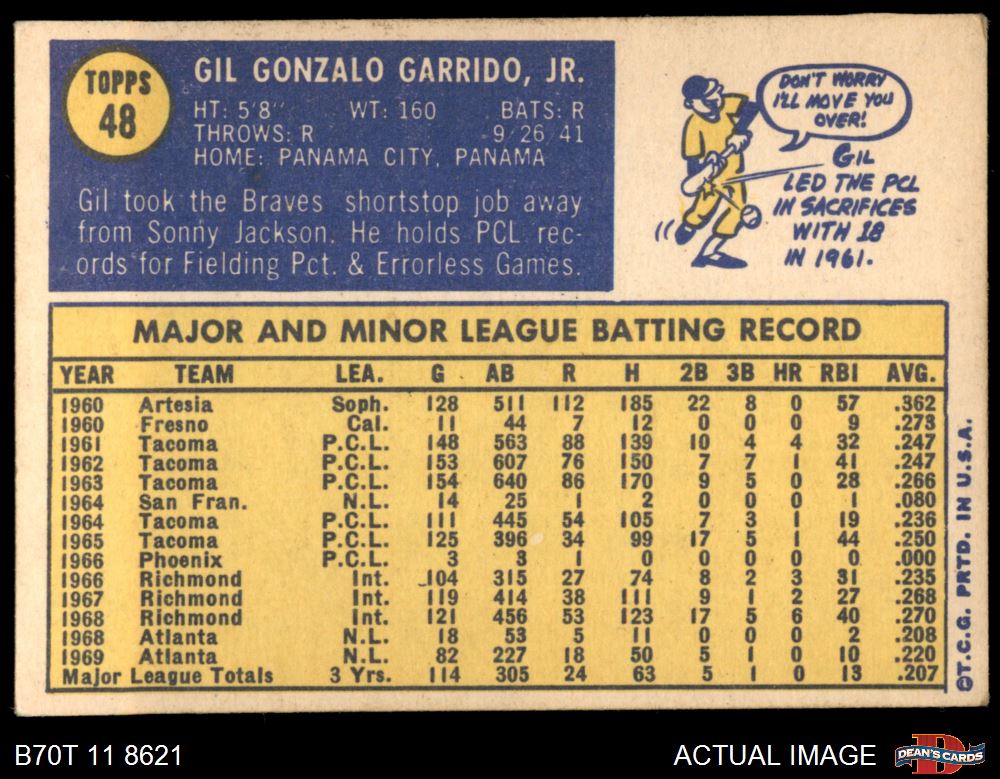 TOPPS
48
GIL GONZALO GARRIDO, JR.
HT: 5'8" WT: 160 BATS: R
THROWS: R 9/26/41
HOME: PANAMA CITY, PANAMA
Gil took the Braves shortstop job away
from Sonny Jackson. He holds PCL rec-
ords for Fielding Pct. & Errorless Games.
DON'T WORRY
I'LL MOVE YOU
OVER!
GIL
LED THE PCL
IN SACRIFICES
WITH 18
IN 1961.
MAJOR AND MINOR LEAGUE BATTING RECORD
YEAR TEAM LEA. G AB R H 2B 3B HR RBI AVG.
1960 Artesia Soph. 128 511 112 185 22 8 0 57 .362
1960 Fresno Cal. 11 44 7 12 0 0 0 9 .273
1961 Tacoma P.C.L. 148 563 88 139 10 4 4 32 .247
1962 Tacoma P.C.L. 153 607 76 150 7 7 1 41 .247
1963 Tacoma P.C.L. 154 640 86 170 9 5 0 28 .266
1964 San Fran. N.L. 14 25 1 2 0 0 0 1 .080
1964 Tacoma P.C.L. 111 445 54 105 7 3 1 19 .236
1965 Tacoma P.C.L. 125 396 34 99 17 5 1 44 .250
1966 Phoenix P.C.L. 3 3 1 0 0 0 0 0 .000
1966 Richmond Int. 104 315 27 74 8 2 3 31 .235
1967 Richmond Int. 119 414 38 111 9 1 2 27 .268
1968 Richmond Int. 121 456 53 123 17 5 6 40 .270
1968 Atlanta N.L. 18 53 5 11 0 0 0 2 .208
1969 Atlanta N.L. 82 227 18 50 5 1 0 10 .220
Major League Totals 3 Yrs. 114 305 24 63 5 1 0 13 .207
©T.C.G. PRTD. IN U.S.A.
B70T 11 8621
ACTUAL IMAGE
D
DEAN'S CARDS